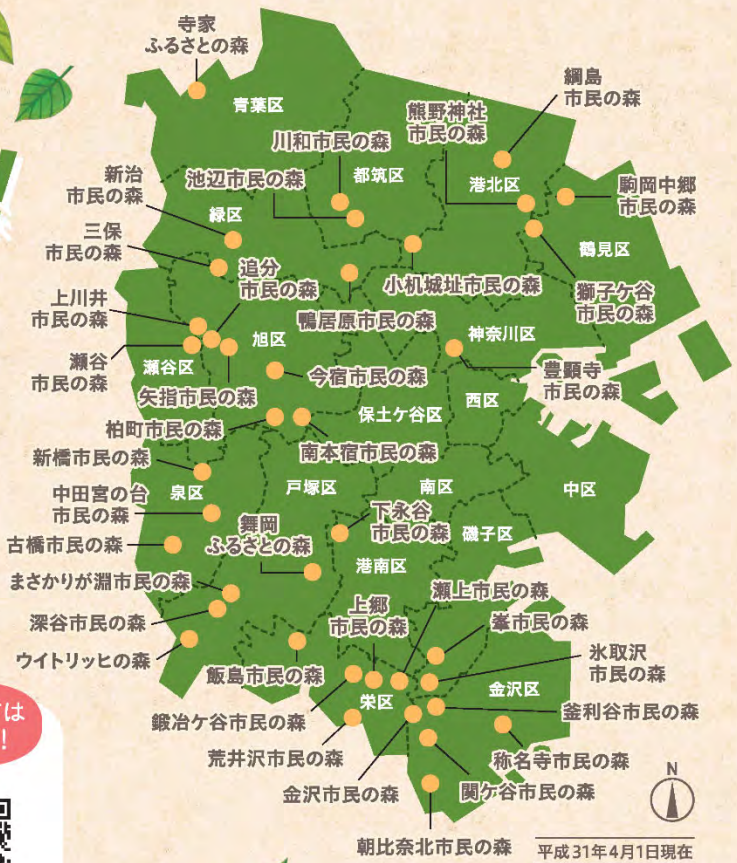 寺家
ふるさとの森
青葉区
綱島
市民の森
熊野神社
市民の森
川和市民の森
都筑区
港北区
新治
市民の森
池辺市民の森
駒岡中郷
市民の森
緑区
三保
市民の森
追分
市民の森
鶴見区
小机城址市民の森
獅子ケ谷
市民の森
上川井
市民の森
鴨居原市民の森
旭区
神奈川区
瀬谷
市民の森
瀬谷区
今宿市民の森
豊顕寺
市民の森
矢指市民の森
西区
柏町市民の森
保土ケ谷区
南本宿市民の森
新橋市民の森
泉区
戸塚区
南区
中区
中田宮の台
市民の森
下永谷
市民の森
舞岡
ふるさとの森
磯子区
古橋市民の森
港南区
まさかりが淵市民の森
瀬上市民の森
上郷
市民の森
深谷市民の森
峯市民の森
ウイトリッヒの森
氷取沢
市民の森
飯島市民の森
栄区
金沢区
鍛冶ケ谷市民の森
釜利谷市民の森
荒井沢市民の森
称名寺市民の森
金沢市民の森
関ケ谷市民の森
朝比奈北市民の森
N
平成31年4月1日現在
は
!